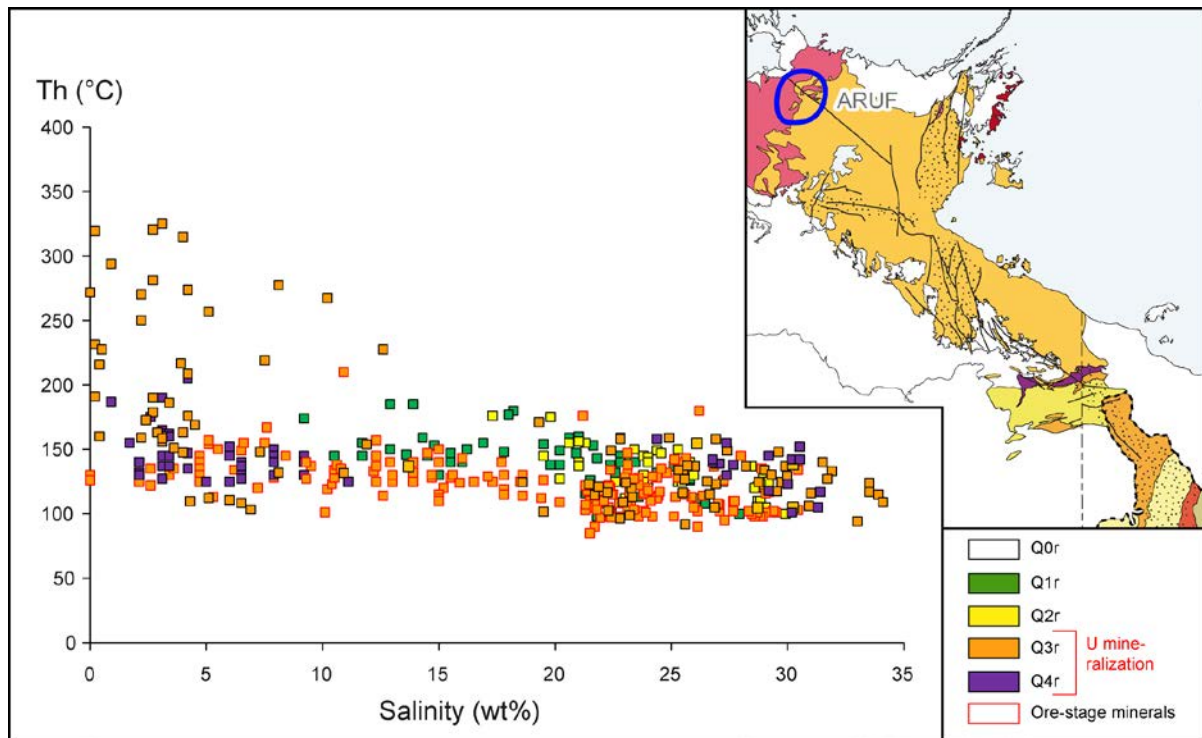 Th (°C)
400
350
300
250
200
150
100
50
0
0 5 10 15 20 25 30 35
Salinity (wt%)
ARUF
Q0r
Q1r
Q2r
Q3r
Q4r
U mine-
ralization
Ore-stage minerals